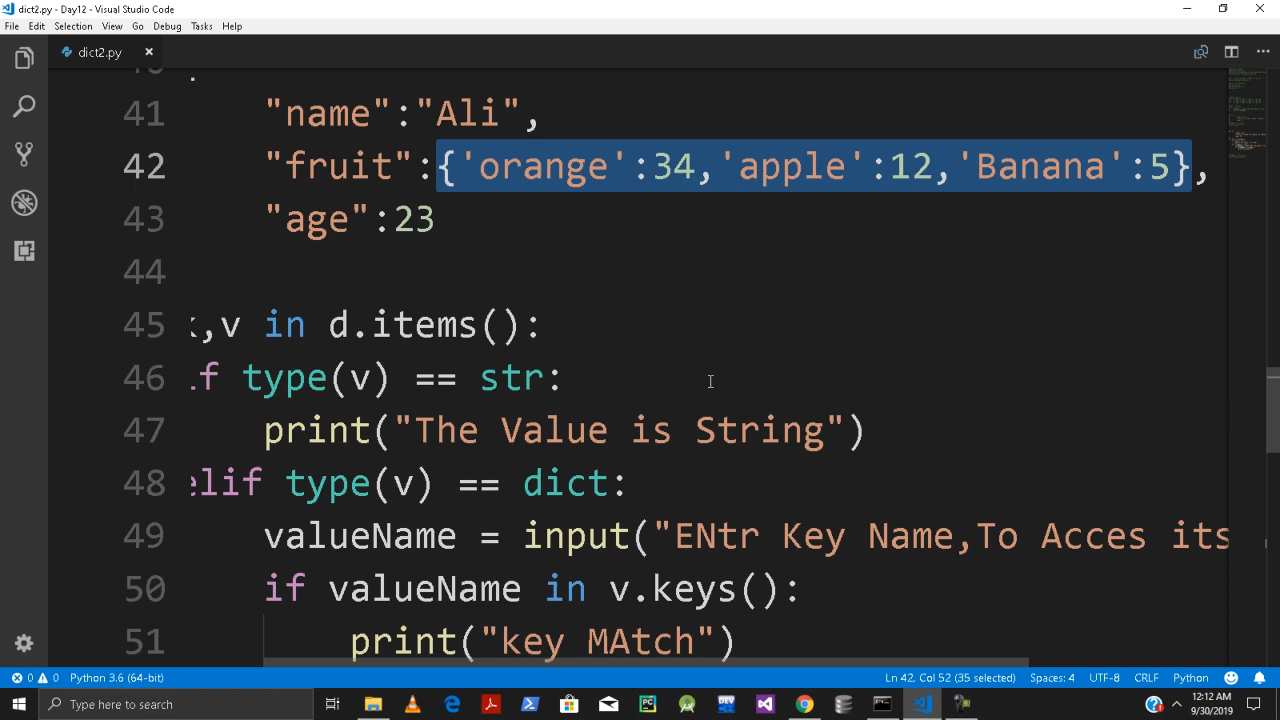 dict2.py - Day12 - Visual Studio Code
File Edit Selection View Go Debug Tasks Help
dict2.py
41 "name":"Ali",
42 "fruit":{'orange':34,'apple':12,'Banana':5},
43 "age":23
44
45 ,v in d.items():
46 f type(v) == str:
47 print("The Value is String")
48 elif type(v) == dict:
49 valueName = input("ENtr Key Name,To Acces its
50 if valueName in v.keys():
51 print("key MAtch")
0 0 Python 3.6 (64-bit) Ln 42, Col 52 (35 selected) Spaces: 4 UTF-8 CRLF Python
Type here to search
12:12 AM
9/30/2019